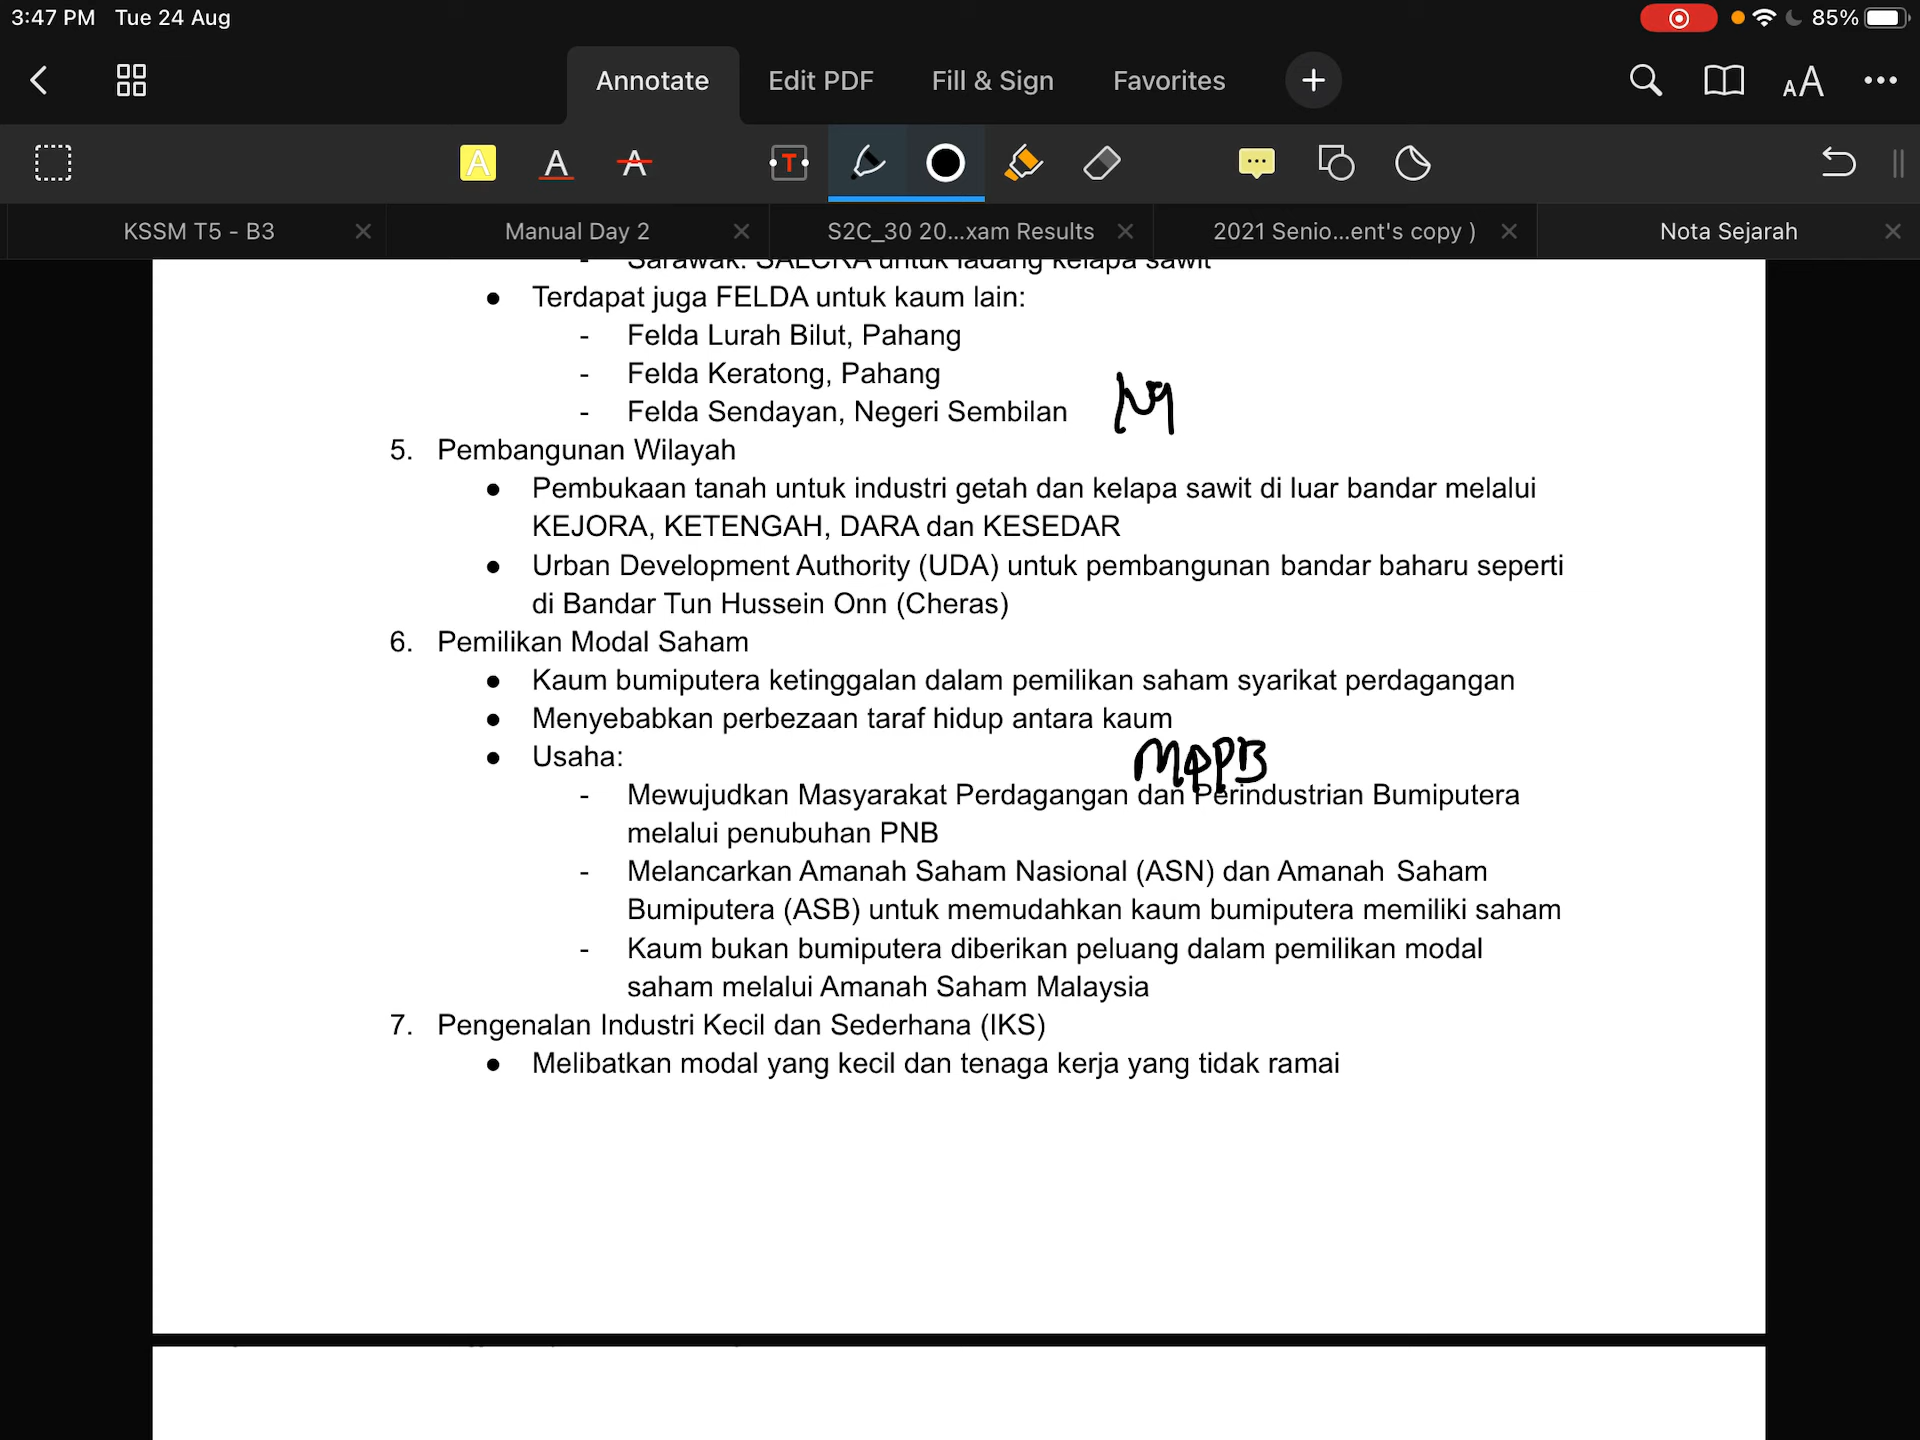 3:47 PM Tue 24 Aug
85%
Annotate Edit PDF Fill & Sign Favorites
KSSM T5 - B3
Manual Day 2
S2C_30 20...xam Results
2021 Senio...ent's copy )
Nota Sejarah
- Sarawak: SALCRA untuk ladang kelapa sawit
● Terdapat juga FELDA untuk kaum lain:
- Felda Lurah Bilut, Pahang
- Felda Keratong, Pahang
- Felda Sendayan, Negeri Sembilan
5. Pembangunan Wilayah
● Pembukaan tanah untuk industri getah dan kelapa sawit di luar bandar melalui
KEJORA, KETENGAH, DARA dan KESEDAR
● Urban Development Authority (UDA) untuk pembangunan bandar baharu seperti
di Bandar Tun Hussein Onn (Cheras)
6. Pemilikan Modal Saham
● Kaum bumiputera ketinggalan dalam pemilikan saham syarikat perdagangan
● Menyebabkan perbezaan taraf hidup antara kaum
● Usaha:
MPPB
- Mewujudkan Masyarakat Perdagangan dan Perindustrian Bumiputera
melalui penubuhan PNB
- Melancarkan Amanah Saham Nasional (ASN) dan Amanah Saham
Bumiputera (ASB) untuk memudahkan kaum bumiputera memiliki saham
- Kaum bukan bumiputera diberikan peluang dalam pemilikan modal
saham melalui Amanah Saham Malaysia
7. Pengenalan Industri Kecil dan Sederhana (IKS)
● Melibatkan modal yang kecil dan tenaga kerja yang tidak ramai